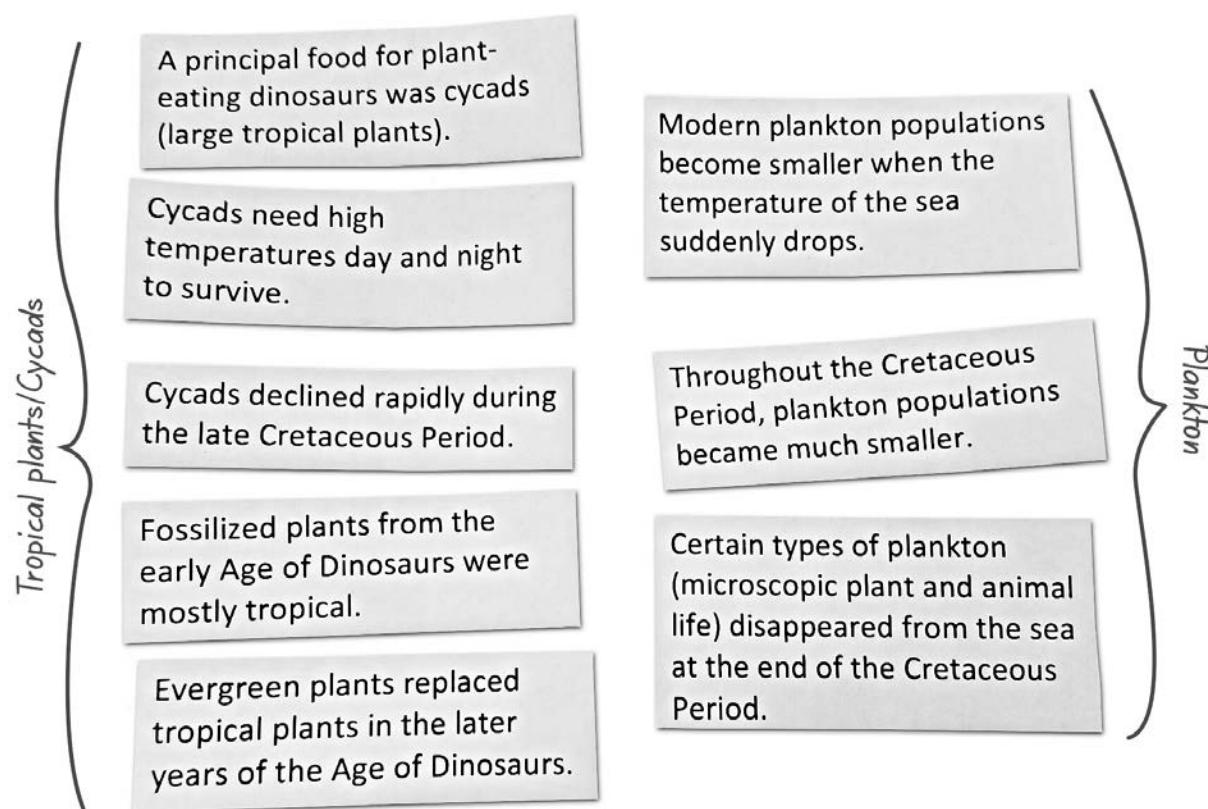 Tropical plants/Cycads
A principal food for plant-
eating dinosaurs was cycads
(large tropical plants).
Cycads need high
temperatures day and night
to survive.
Cycads declined rapidly during
the late Cretaceous Period.
Fossilized plants from the
early Age of Dinosaurs were
mostly tropical.
Evergreen plants replaced
tropical plants in the later
years of the Age of Dinosaurs.
Modern plankton populations
become smaller when the
temperature of the sea
suddenly drops.
Throughout the Cretaceous
Period, plankton populations
became much smaller.
Certain types of plankton
(microscopic plant and animal
life) disappeared from the sea
at the end of the Cretaceous
Period.
Plankton